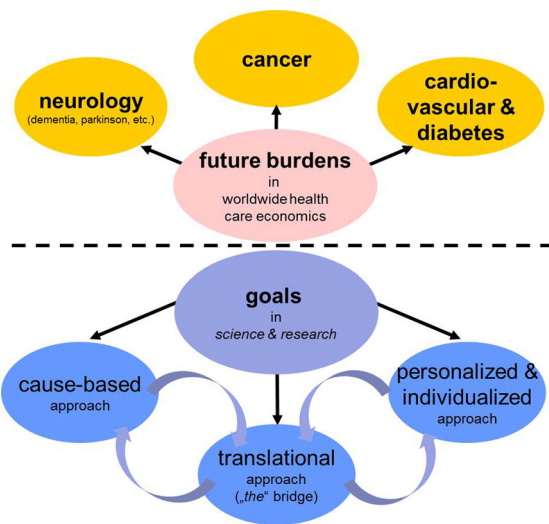 cancer
neurology
(dementia, parkinson, etc.)
cardio-
vascular &
diabetes
future burdens
in
worldwide health
care economics
goals
in
science & research
cause-based
approach
personalized &
individualized
approach
translational
approach
(„the“ bridge)